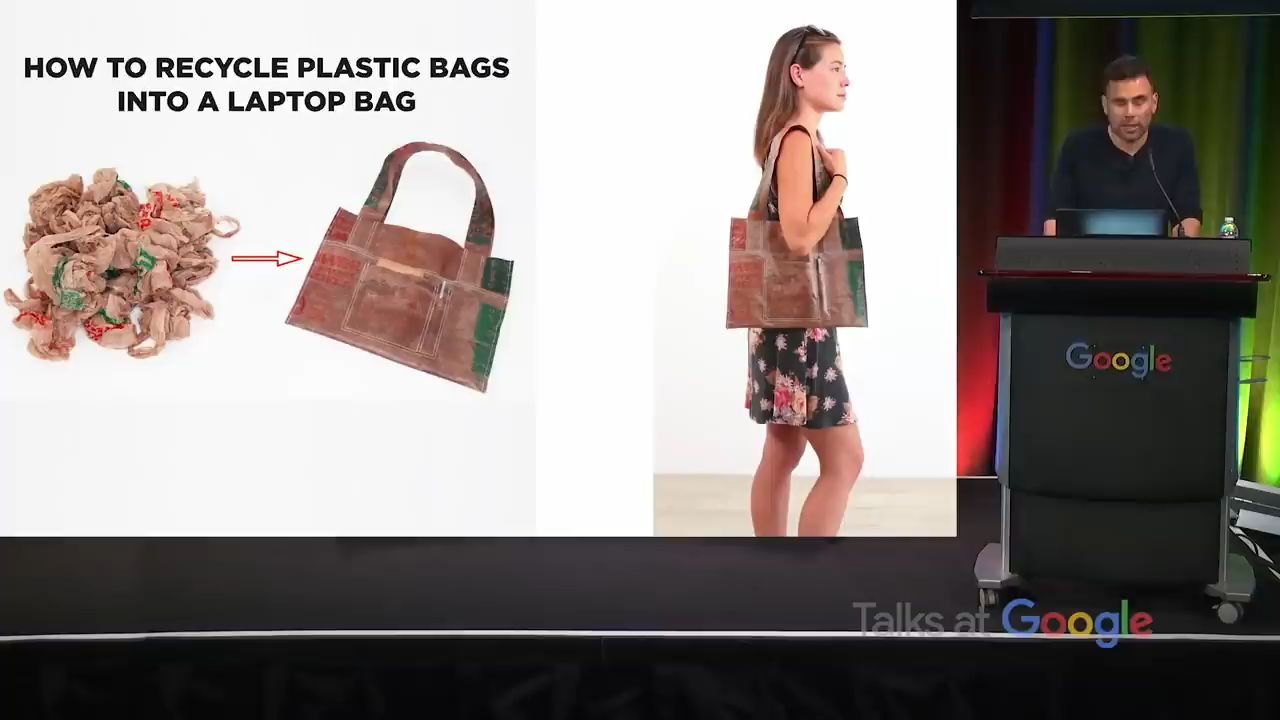 HOW TO RECYCLE PLASTIC BAGS
INTO A LAPTOP BAG
Google
Talks at Google